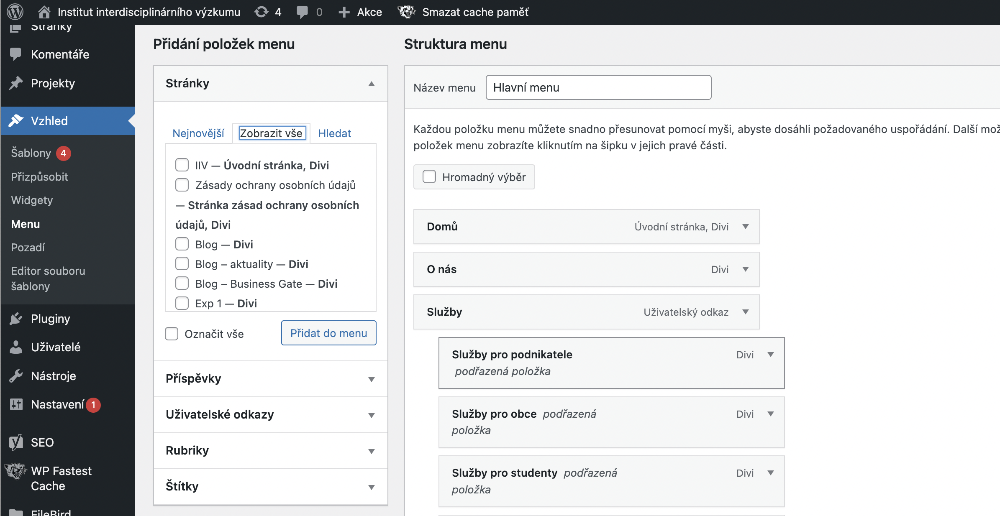 Institut interdisciplinárního výzkumu 4 0 Akce Smazat cache paměť
Stránky
Komentáře
Projekty
Vzhled
Šablony 4
Přizpůsobit
Widgety
Menu
Pozadí
Editor souboru
šablony
Pluginy
Uživatelé
Nástroje
Nastavení 1
SEO
WP Fastest
Cache
FileBird
Přidání položek menu
Stránky
Nejnovější Zobrazit vše Hledat
IIV — Úvodní stránka, Divi
Zásady ochrany osobních údajů
— Stránka zásad ochrany osobních
údajů, Divi
Blog — Divi
Blog – aktuality — Divi
Blog – Business Gate — Divi
Exp 1 — Divi
Označit vše Přidat do menu
Příspěvky
Uživatelské odkazy
Rubriky
Štítky
Struktura menu
Název menu Hlavní menu
Každou položku menu můžete snadno přesunovat pomocí myši, abyste dosáhli požadovaného uspořádání. Další mož
položek menu zobrazíte kliknutím na šipku v jejich pravé části.
Hromadný výběr
Domů Úvodní stránka, Divi
O nás Divi
Služby Uživatelský odkaz
Služby pro podnikatele Divi
podřazená položka
Služby pro obce podřazená Divi
položka
Služby pro studenty podřazená Divi
položka